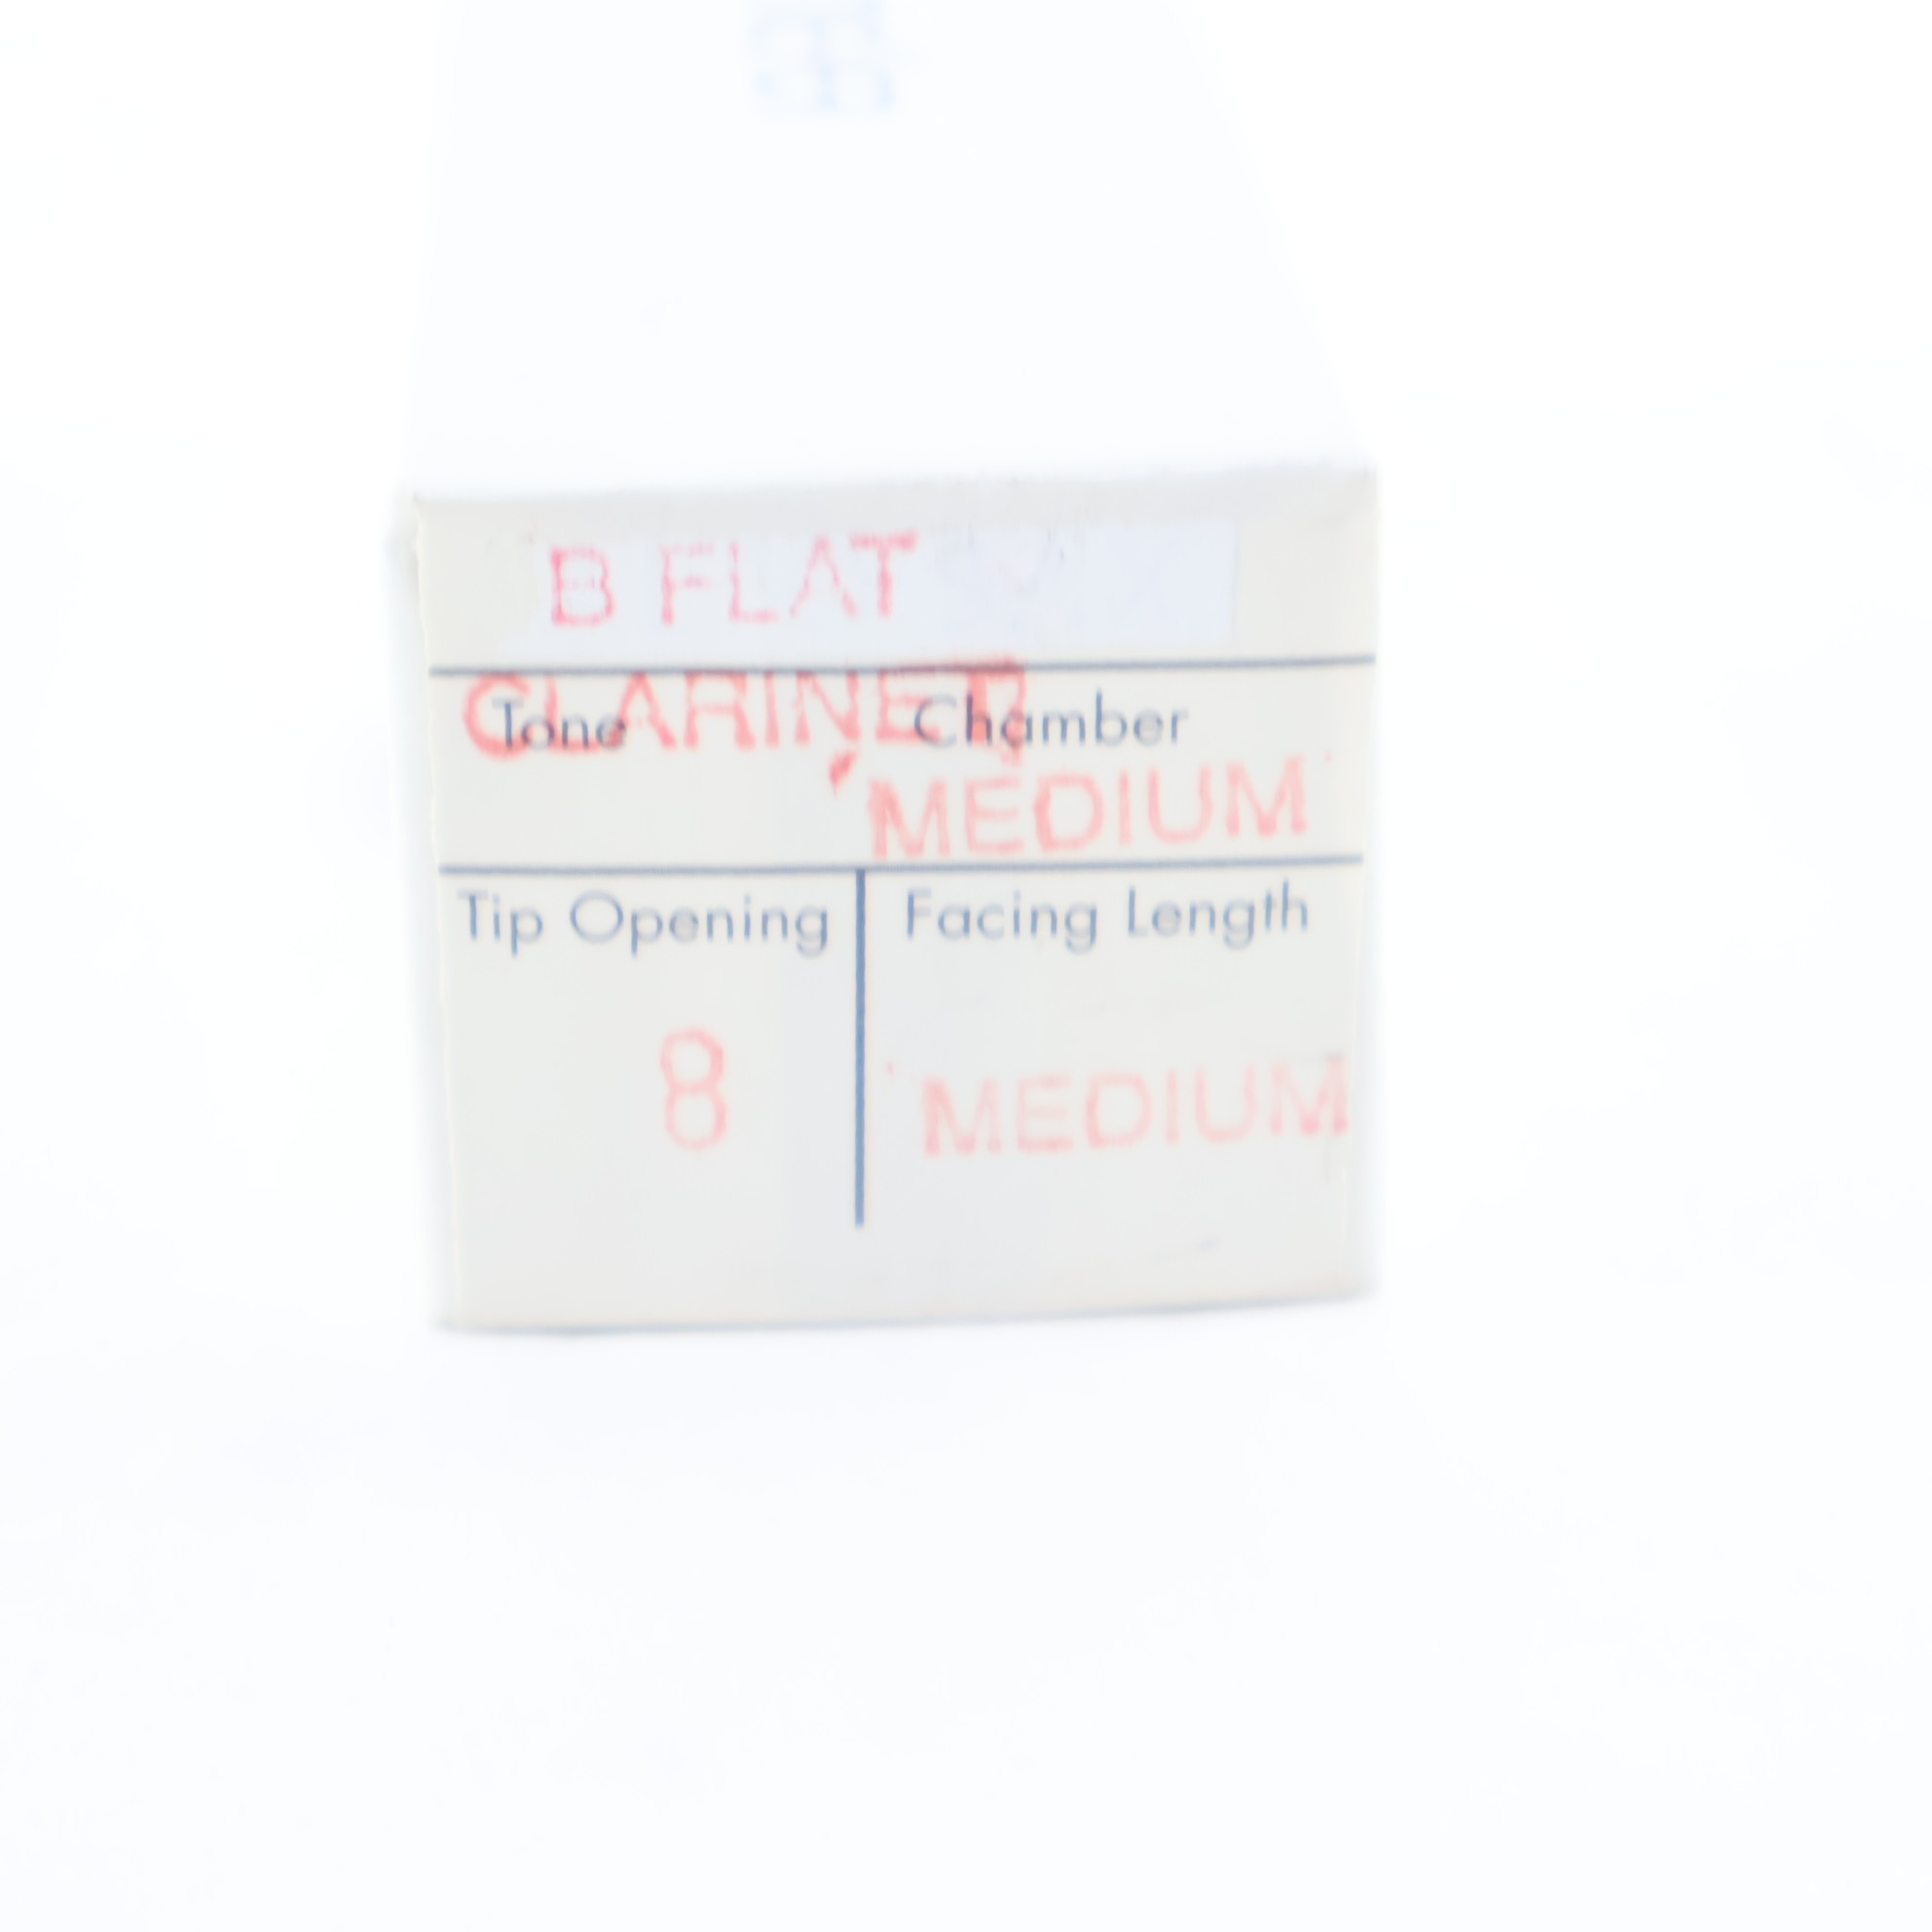 B FLAT
CLARINET
Tone Chamber
MEDIUM
Tip Opening Facing Length
8 MEDIUM